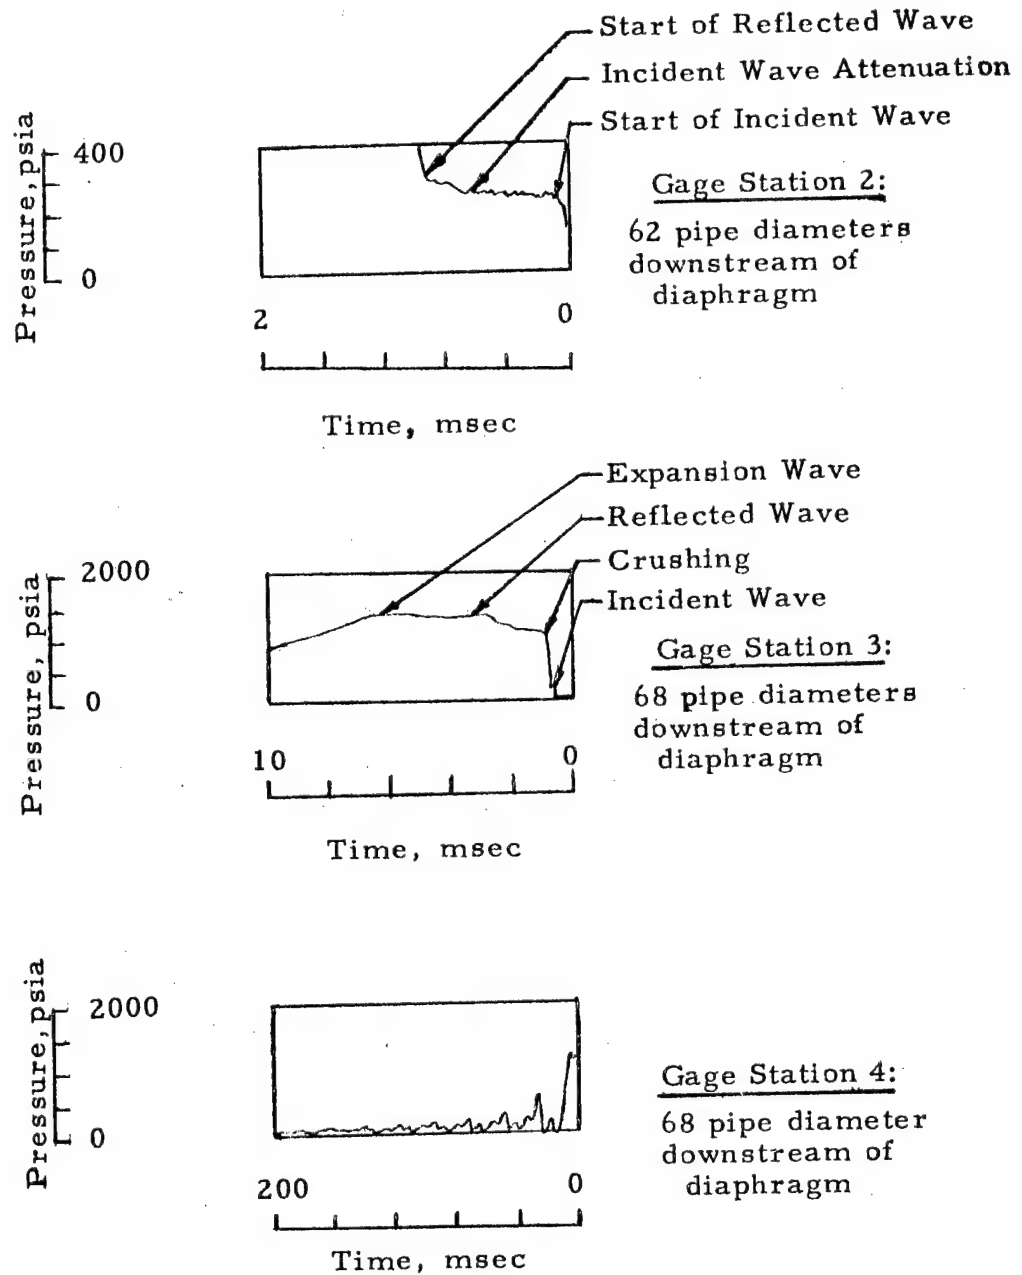 Start of Reflected Wave
Incident Wave Attenuation
Start of Incident Wave
Pressure, psia
400
0
Gage Station 2:
62 pipe diameters
downstream of
diaphragm
2
0
Time, msec
Expansion Wave
Reflected Wave
Crushing
Incident Wave
Pressure, psia
2000
0
Gage Station 3:
68 pipe diameters
downstream of
diaphragm
10
0
Time, msec
Pressure, psia
2000
0
Gage Station 4:
68 pipe diameter
downstream of
diaphragm
200
0
Time, msec